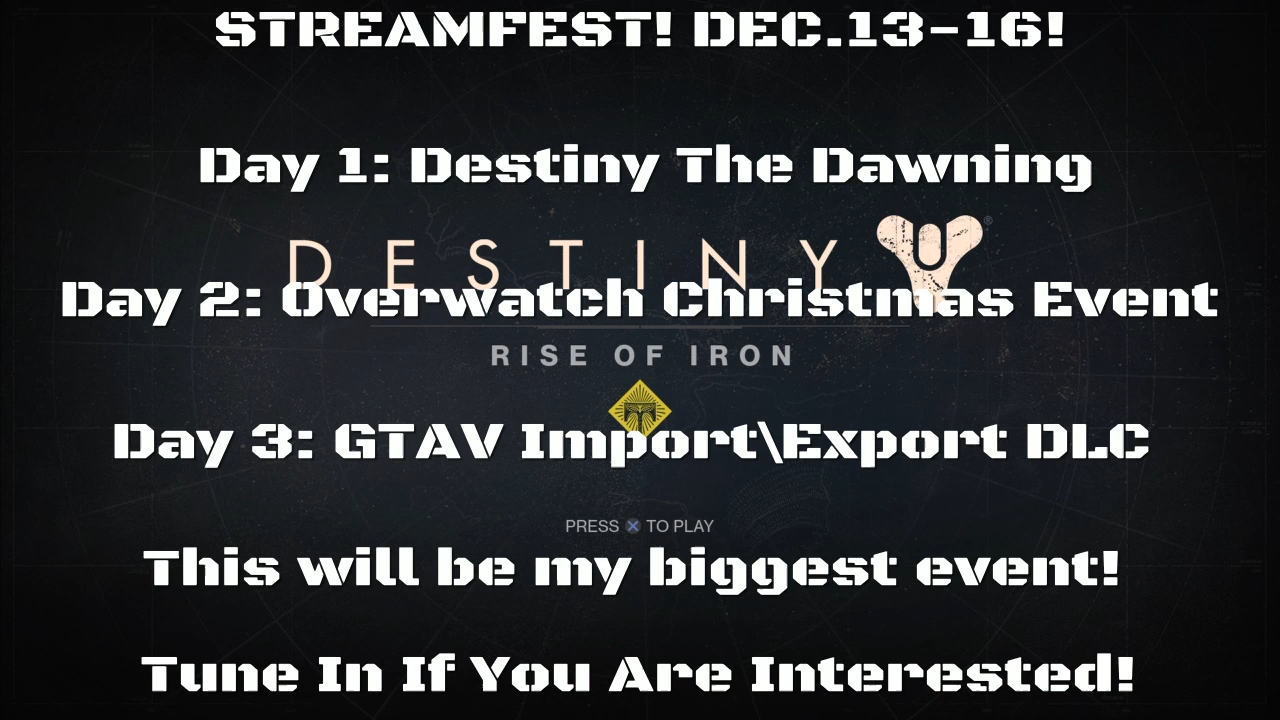 STREAMFEST! DEC.13-16!
Day 1: Destiny The Dawning
DESTINY ®
Day 2: Overwatch Christmas Event
RISE OF IRON
Day 3: GTAV Import\Export DLC
PRESS X TO PLAY
This will be my biggest event!
Tune In If You Are Interested!